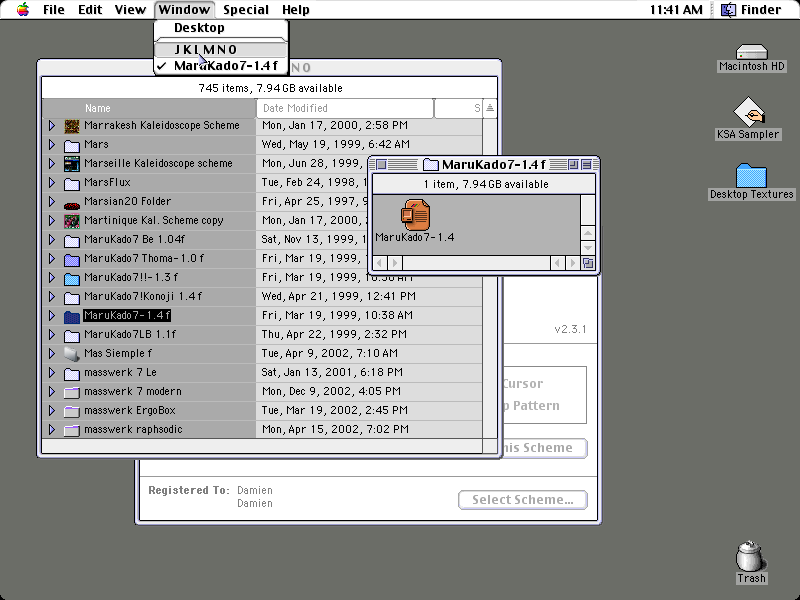 File Edit View Window Special Help 11:41 AM Finder
Desktop
J K L M N O
✓ MaruKado7-1.4 f
N O
745 items, 7.94 GB available
Name Date Modified S
Marrakesh Kaleidoscope Scheme Mon, Jan 17, 2000, 2:58 PM
Mars Wed, May 19, 1999, 6:42 AM
Marseille Kaleidoscope scheme Mon, Jun 28, 1999,
MarsFlux Tue, Feb 24, 1998, 1
Marsian20 Folder Fri, Apr 25, 1997,
Martinique Kal. Scheme copy Mon, Jan 17, 2000,
MaruKado7 Be 1.04f Sat, Nov 13, 1999, 1
MaruKado7 Thoma-1.0 f Fri, Mar 19, 1999,
MaruKado7!!-1.3 f Fri, Mar 19, 1999, 10:36 AM
MaruKado7!Konoji 1.4 f Wed, Apr 21, 1999, 12:41 PM
MaruKado7-1.4 f Fri, Mar 19, 1999, 10:38 AM
MaruKado7LB 1.1f Thu, Apr 22, 1999, 2:32 PM
Mas Siemple f Tue, Apr 9, 2002, 7:10 AM
masswerk 7 Le Sat, Jan 13, 2001, 6:18 PM
masswerk 7 modern Mon, Dec 9, 2002, 4:05 PM
masswerk ErgoBox Tue, Mar 19, 2002, 2:45 PM
masswerk raphsodic Mon, Apr 15, 2002, 7:02 PM
MaruKado7-1.4 f
1 item, 7.94 GB available
MaruKado7-1.4
v2.3.1
Cursor
p Pattern
his Scheme
Registered To: Damien
Damien
Select Scheme...
Macintosh HD
KSA Sampler
Desktop Textures
Trash